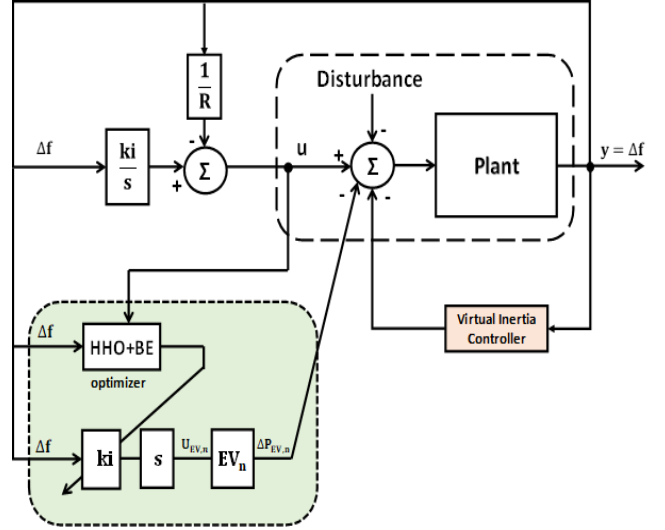 1
R
-
Disturbance
-
Δf
ki
s
+
Σ
u
+
Σ
-
-
Plant
y = Δf
Virtual Inertia
Controller
Δf
HHO+BE
optimizer
Δf
ki
s
U_EV,n
EV_n
ΔP_EV,n